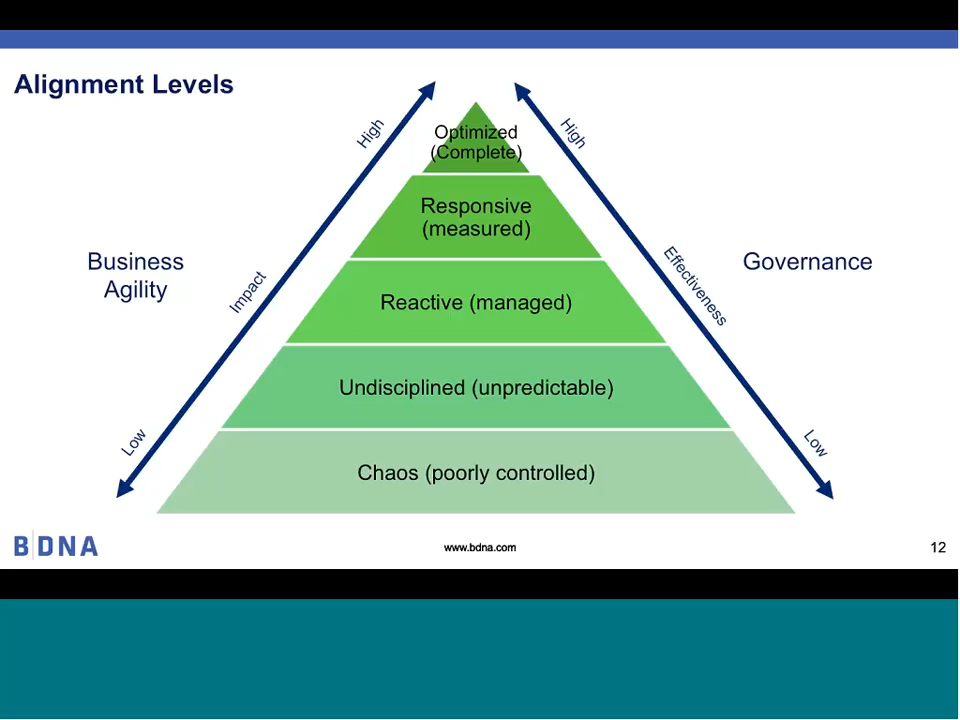 Alignment Levels
High
High
Optimized
(Complete)
Responsive
(measured)
Business
Agility
Impact
Effectiveness
Governance
Reactive (managed)
Undisciplined (unpredictable)
Low
Low
Chaos (poorly controlled)
BDNA
www.bdna.com
12